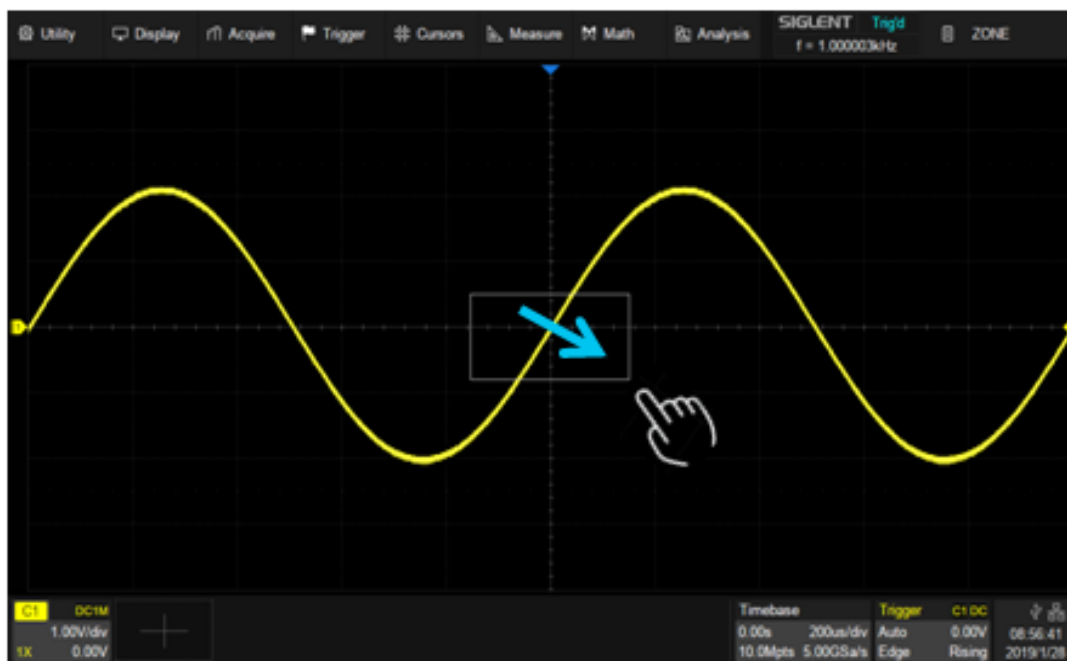 Utility Display Acquire Trigger Cursors Measure Math Analysis SIGLENT Trig'd ZONE
f = 1.000003kHz
C1 DC1M
1.00V/div
1X 0.00V
Timebase
0.00s 200us/div
10.0Mpts 5.00GSa/s
Trigger C1 DC
Auto 0.00V
Edge Rising
08:56:41
2019/1/28